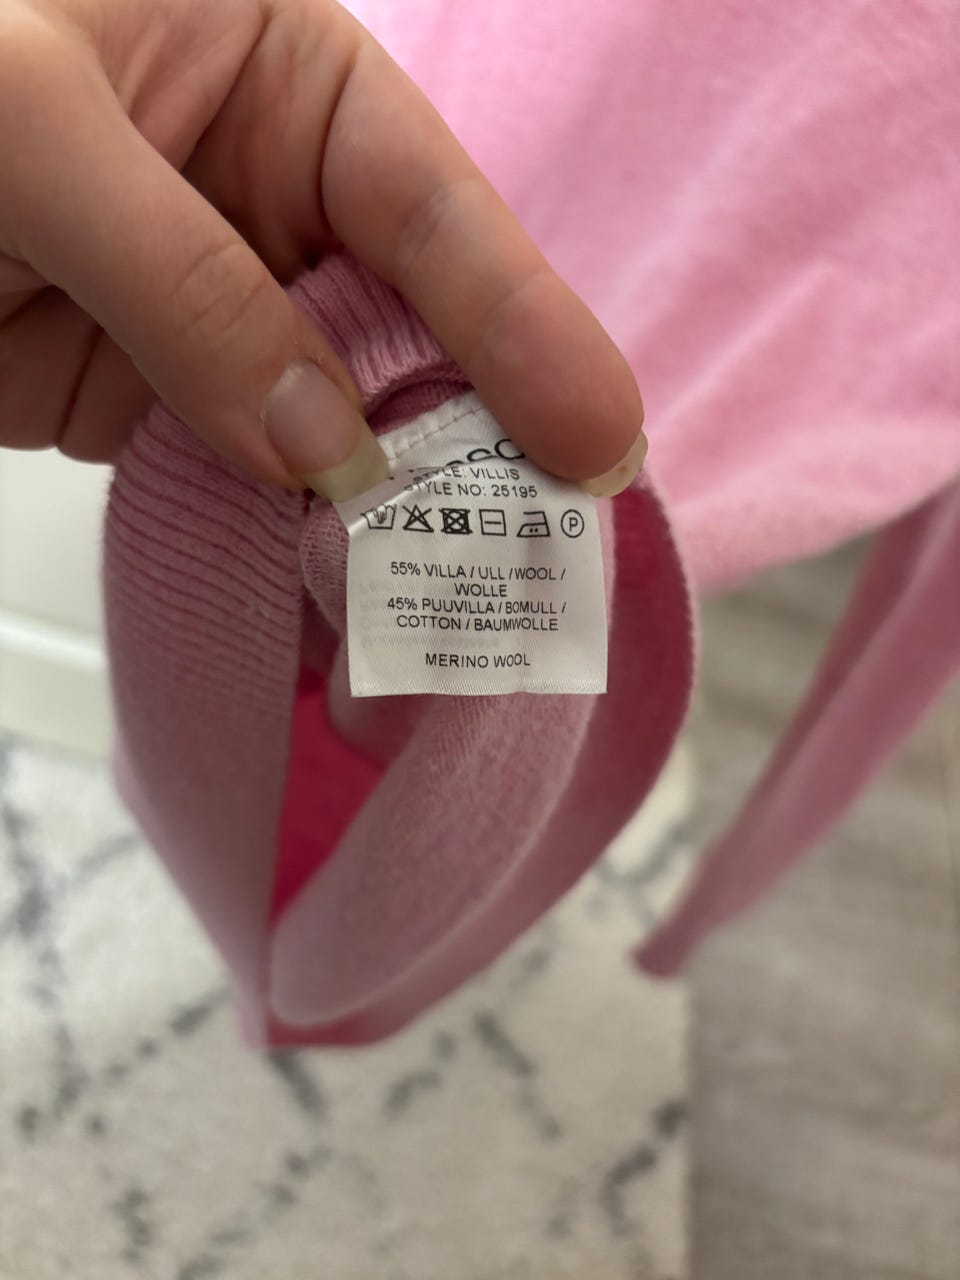 STYLE: VILLIS
STYLE NO: 25195
P
55% VILLA / ULL / WOOL /
WOLLE
45% PUUVILLA / BOMULL /
COTTON / BAUMWOLLE
MERINO WOOL